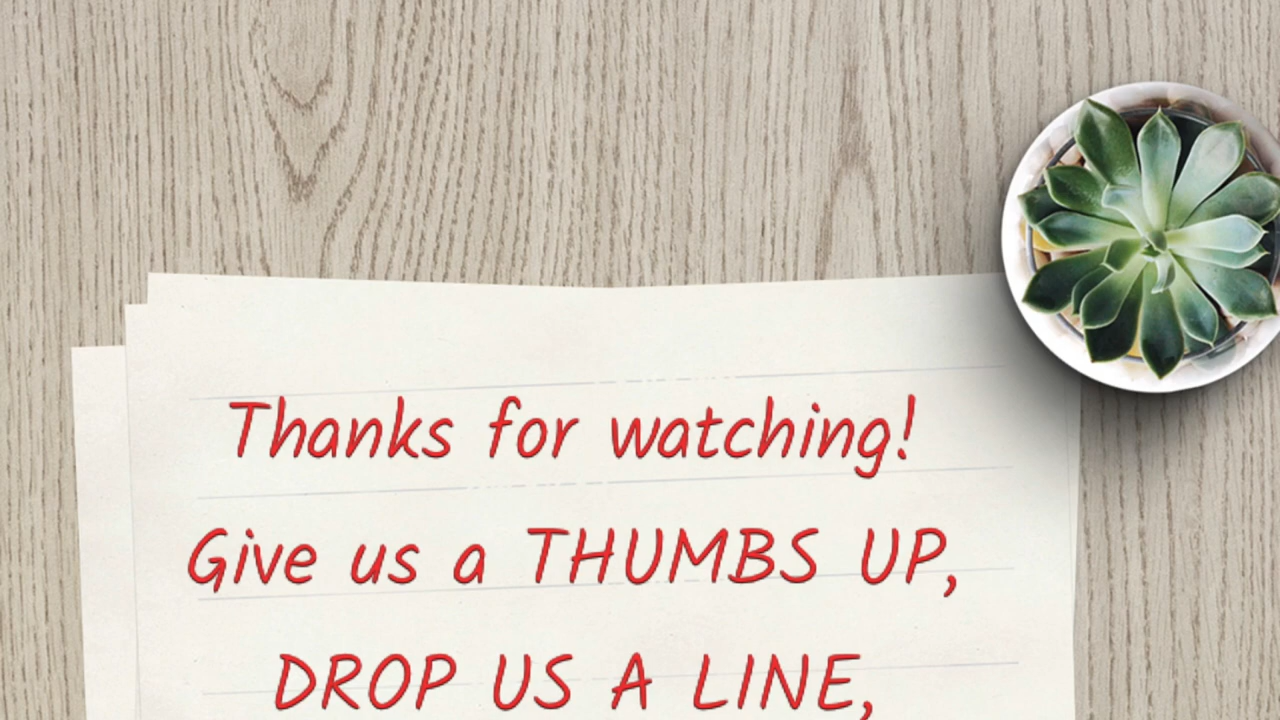 Thanks for watching!
Give us a THUMBS UP,
DROP US A LINE,